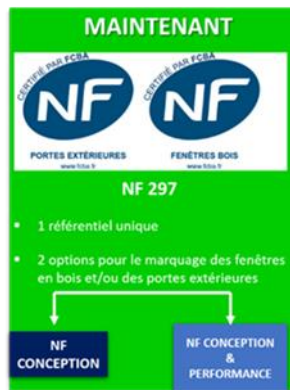 MAINTENANT
CERTIFIÉ PAR FCBA CERTIFIÉ PAR FCBA
NF NF
PORTES EXTÉRIEURES FENÊTRES BOIS
www.fcba.fr www.fcba.fr
NF 297
▪ 1 référentiel unique
▪ 2 options pour le marquage des fenêtres
en bois et/ou des portes extérieures
NF
CONCEPTION
NF CONCEPTION
&
PERFORMANCE